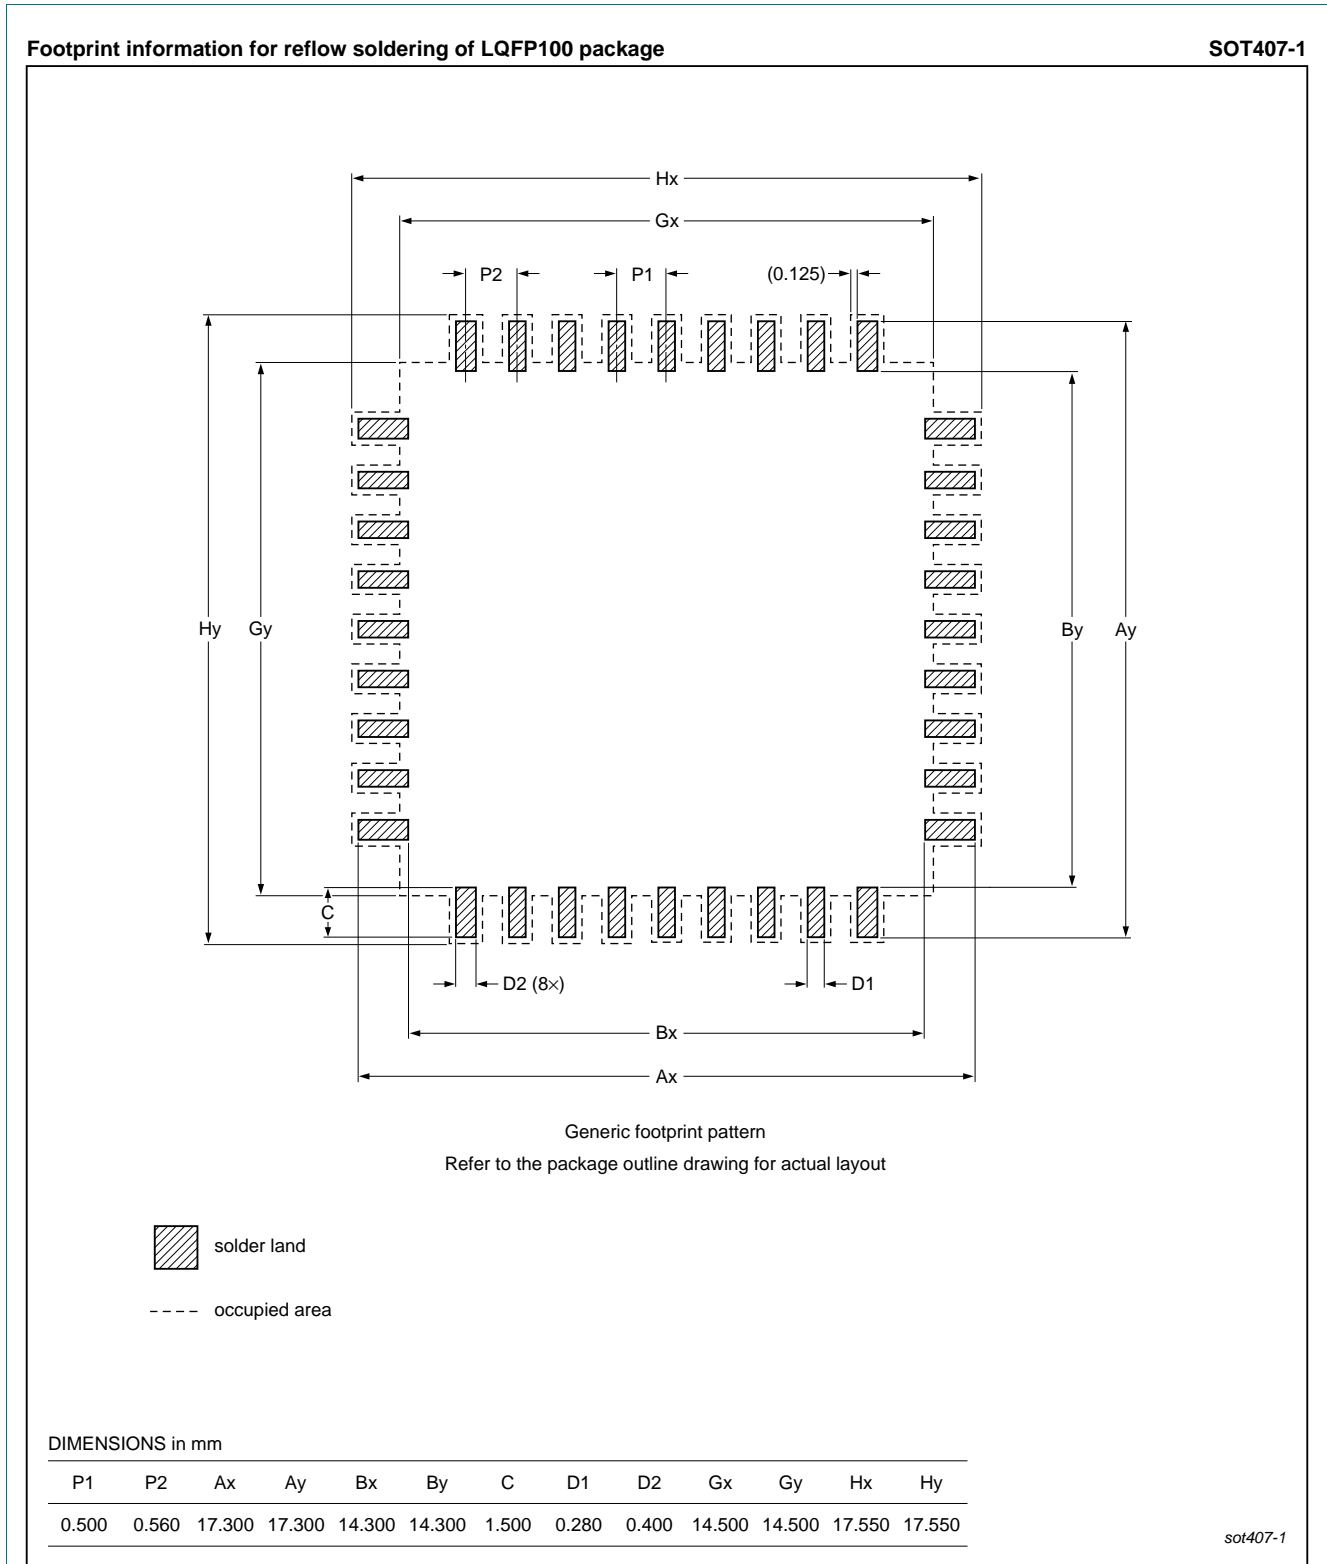 Footprint information for reflow soldering of LQFP100 package SOT407-1
Hx
Gx
P2 P1 (0.125)
Hy Gy By Ay
C
D2 (8×) D1
Bx
Ax
Generic footprint pattern
Refer to the package outline drawing for actual layout
solder land
occupied area
DIMENSIONS in mm
P1 P2 Ax Ay Bx By C D1 D2 Gx Gy Hx Hy
0.500 0.560 17.300 17.300 14.300 14.300 1.500 0.280 0.400 14.500 14.500 17.550 17.550
sot407-1